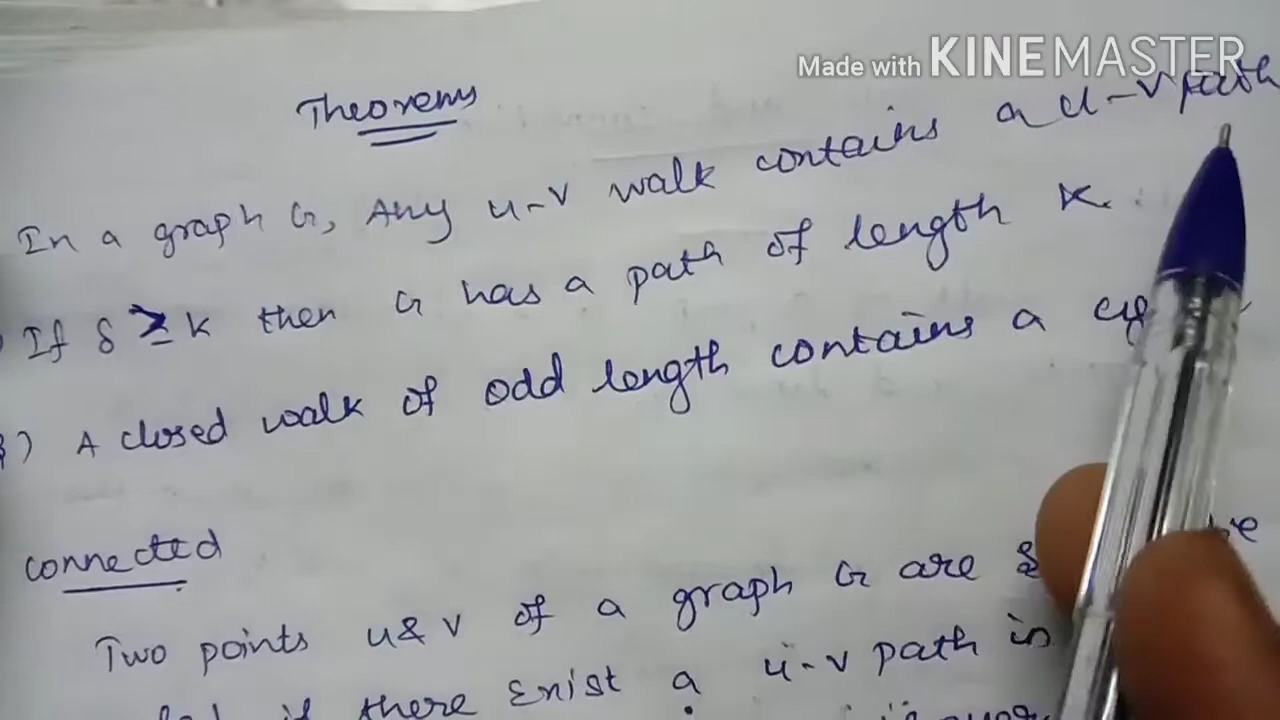 Made with KINEMASTER
Theorems
In a graph G, Any u-v walk contains a u-v path
If δ ≥ k then G has a path of length K.
3) A closed walk of odd length contains a
connected
Two points u & v of a graph G are
if there Exist a u-v path in